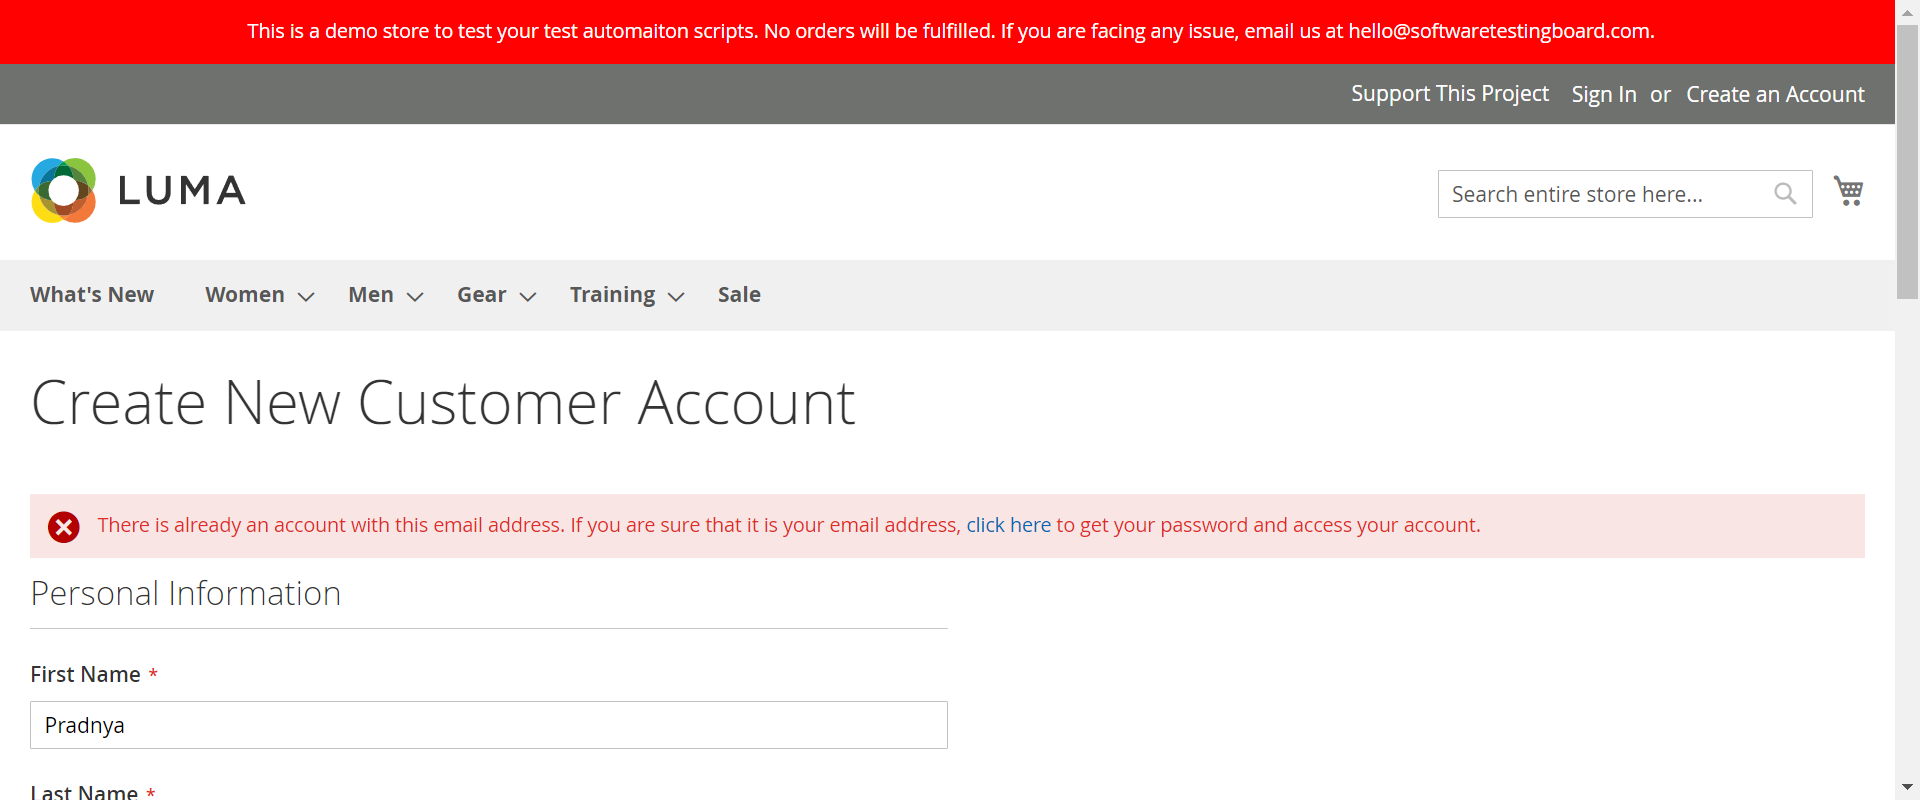 This is a demo store to test your test automaiton scripts. No orders will be fulfilled. If you are facing any issue, email us at hello@softwaretestingboard.com.
Support This Project Sign In or Create an Account
LUMA
Search entire store here...
What's New Women Men Gear Training Sale
Create New Customer Account
There is already an account with this email address. If you are sure that it is your email address, click here to get your password and access your account.
Personal Information
First Name *
Pradnya
Last Name *